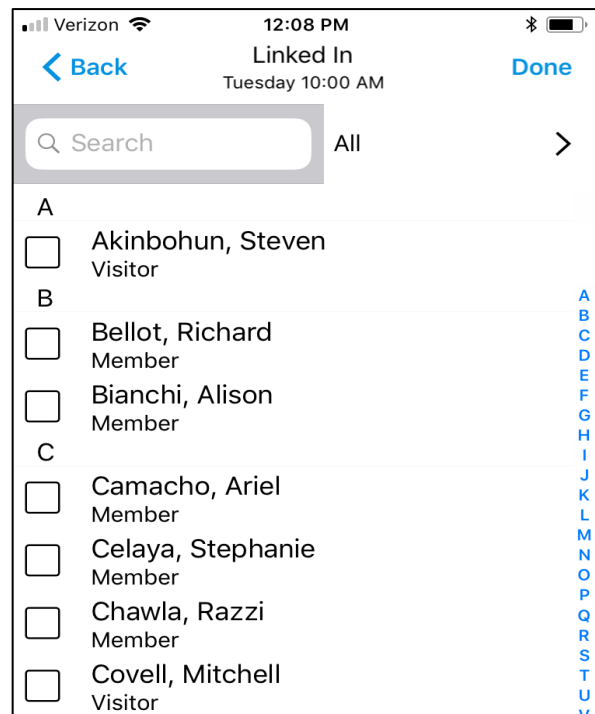 Verizon 12:08 PM
Back Linked In Done
Tuesday 10:00 AM
Search All
A
Akinbohun, Steven
Visitor
B
Bellot, Richard
Member
Bianchi, Alison
Member
C
Camacho, Ariel
Member
Celaya, Stephanie
Member
Chawla, Razzi
Member
Covell, Mitchell
Visitor
A
B
C
D
E
F
G
H
I
J
K
L
M
N
O
P
Q
R
S
T
U
V